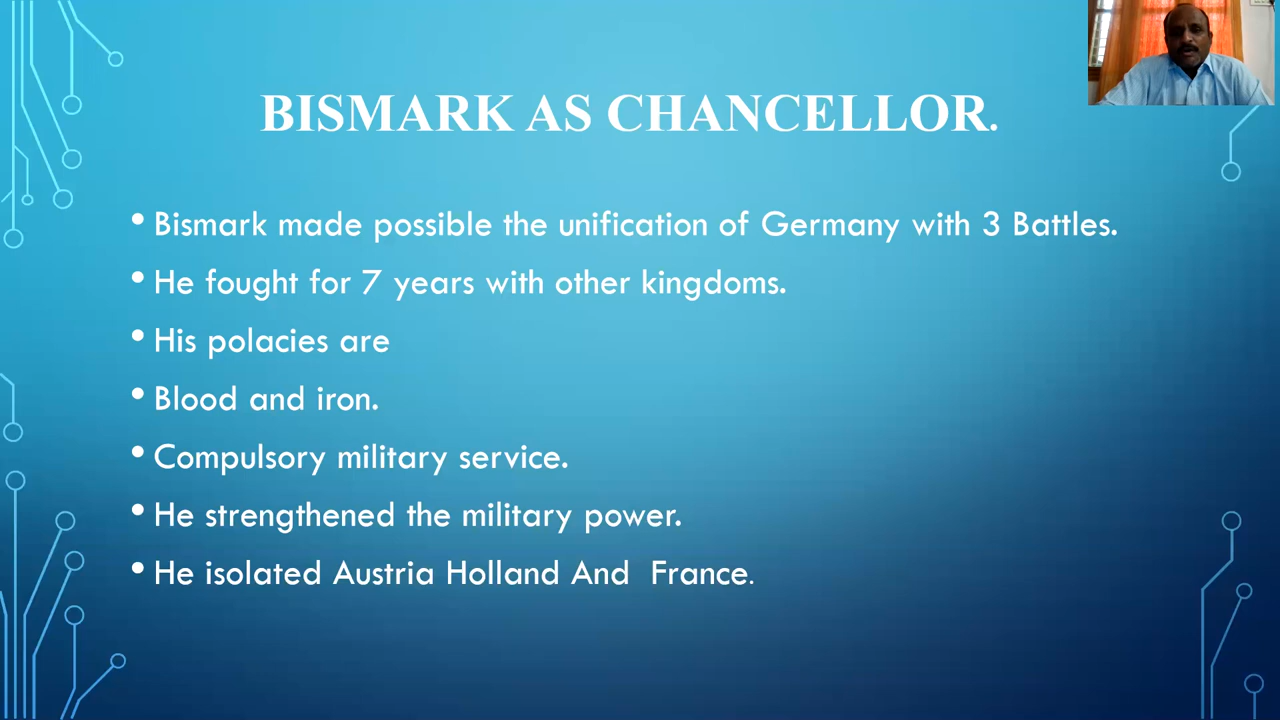 BISMARK AS CHANCELLOR.
Bismark made possible the unification of Germany with 3 Battles.
He fought for 7 years with other kingdoms.
His polacies are
Blood and iron.
Compulsory military service.
He strengthened the military power.
He isolated Austria Holland And  France.